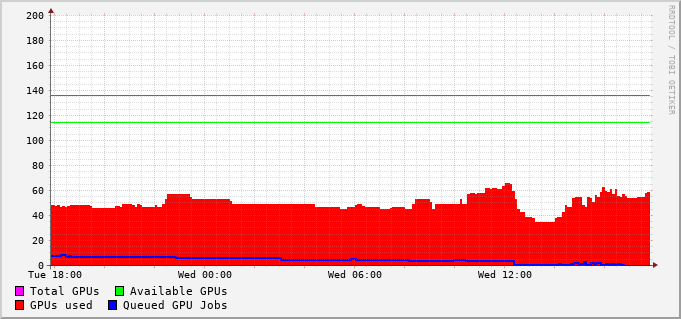 200
180
160
140
120
100
80
60
40
20
0
Tue 18:00 Wed 00:00 Wed 06:00 Wed 12:00
Total GPUs Available GPUs
GPUs used Queued GPU Jobs
RRDTOOL / TOBI OETIKER